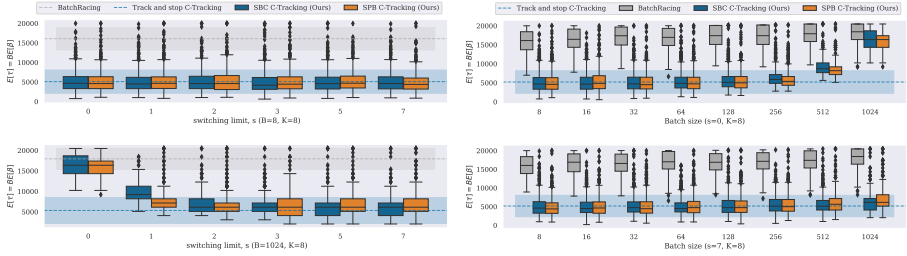 BatchRacing Track and stop C-Tracking SBC C-Tracking (Ours) SPB C-Tracking (Ours)
E[τ] = BE[β]
20000
15000
10000
5000
0
0 1 2 3 5 7
switching limit, s (B=8, K=8)
E[τ] = BE[β]
20000
15000
10000
5000
0 1 2 3 5 7
switching limit, s (B=1024, K=8)
Track and stop C-Tracking BatchRacing SBC C-Tracking (Ours) SPB C-Tracking (Ours)
E[τ] = BE[β]
20000
15000
10000
5000
0
8 16 32 64 128 256 512 1024
Batch size (s=0, K=8)
E[τ] = BE[β]
20000
15000
10000
5000
0
8 16 32 64 128 256 512 1024
Batch size (s=7, K=8)